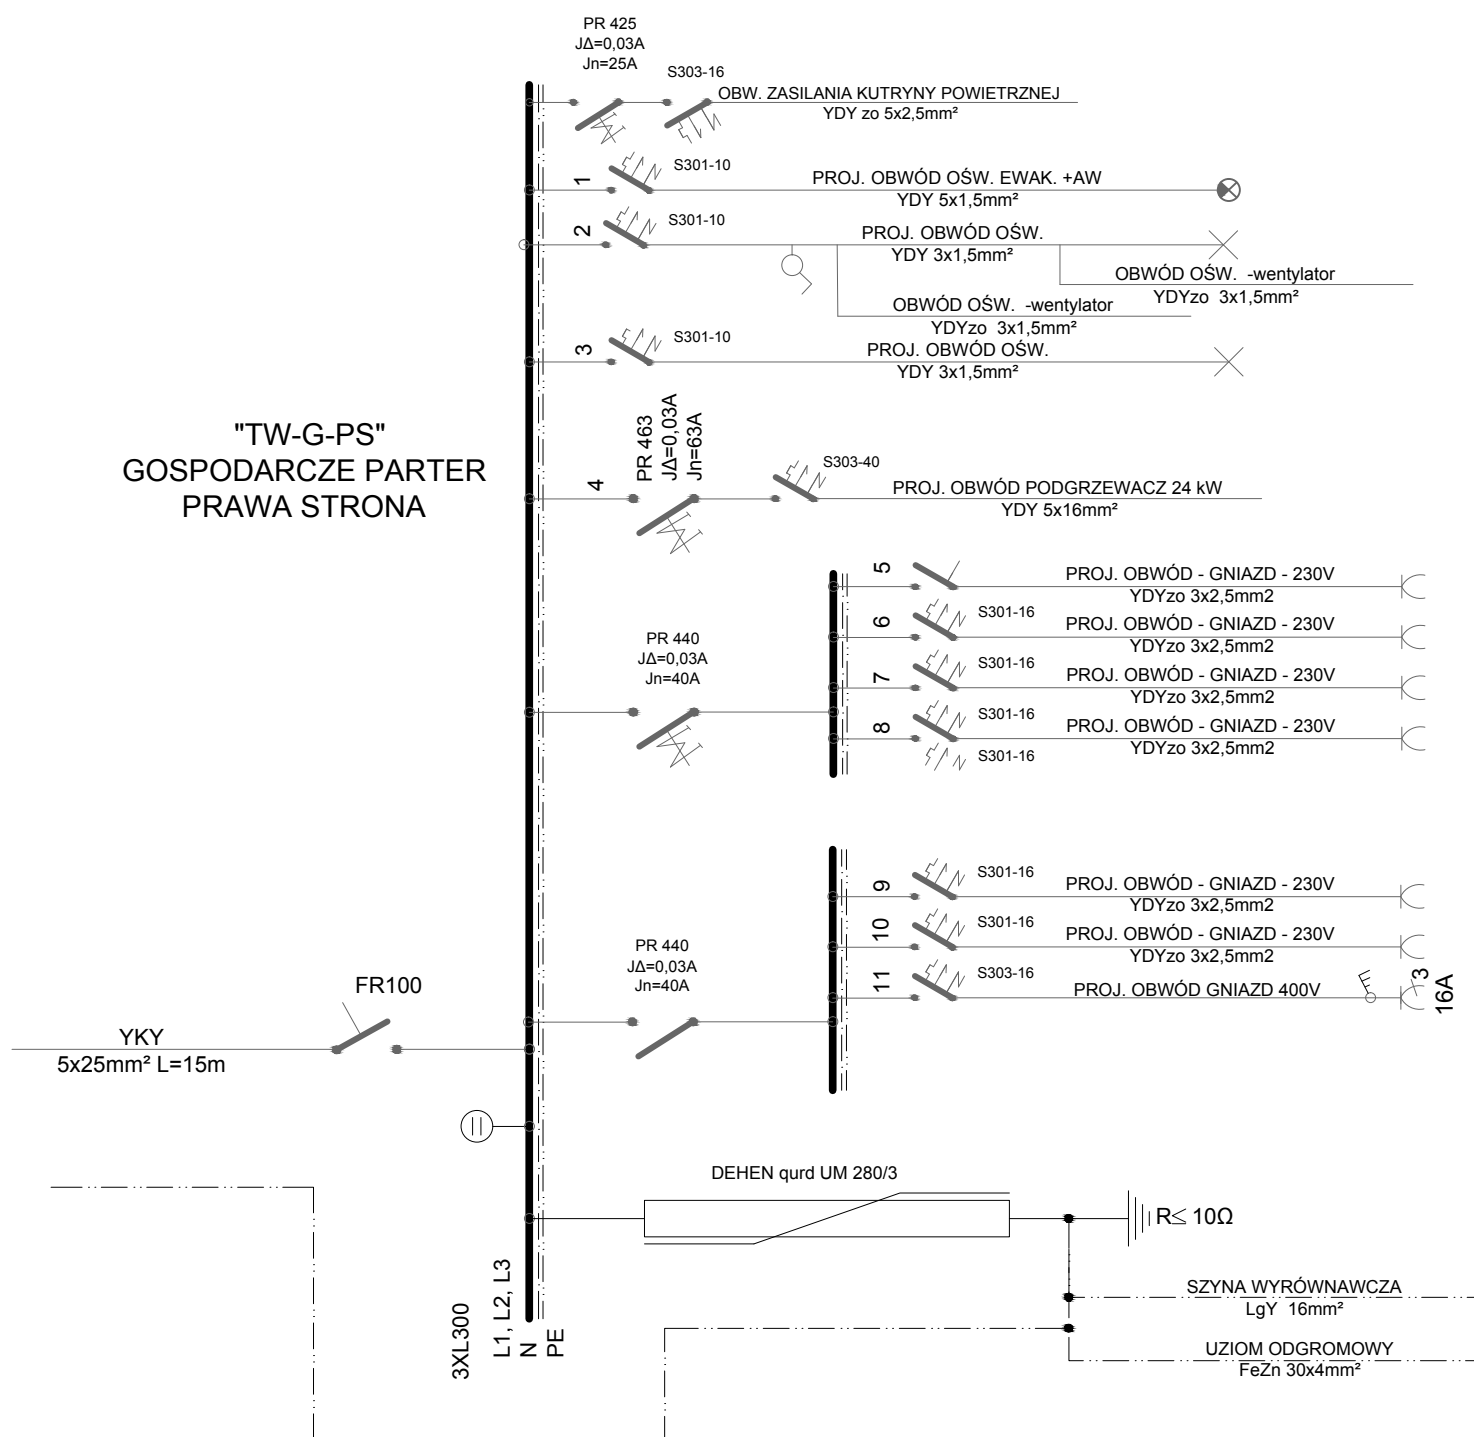 PR 425
J∆=0,03A
Jn=25A
S303-16
OBW. ZASILANIA KUTRYNY POWIETRZNEJ
YDY zo 5x2,5mm²
1
S301-10
PROJ. OBWÓD OŚW. EWAK. +AW
YDY 5x1,5mm²
2
S301-10
PROJ. OBWÓD OŚW.
YDY 3x1,5mm²
OBWÓD OŚW. -wentylator
YDYzo 3x1,5mm²
OBWÓD OŚW. -wentylator
YDYzo 3x1,5mm²
3
S301-10
PROJ. OBWÓD OŚW.
YDY 3x1,5mm²
"TW-G-PS"
GOSPODARCZE PARTER
PRAWA STRONA
4
PR 463
J∆=0,03A
Jn=63A
S303-40
PROJ. OBWÓD PODGRZEWACZ 24 kW
YDY 5x16mm²
5
PROJ. OBWÓD - GNIAZD - 230V
YDYzo 3x2,5mm2
6
S301-16
PROJ. OBWÓD - GNIAZD - 230V
YDYzo 3x2,5mm2
PR 440
J∆=0,03A
Jn=40A
7
S301-16
PROJ. OBWÓD - GNIAZD - 230V
YDYzo 3x2,5mm2
8
S301-16
PROJ. OBWÓD - GNIAZD - 230V
YDYzo 3x2,5mm2
S301-16
9
S301-16
PROJ. OBWÓD - GNIAZD - 230V
YDYzo 3x2,5mm2
10
S301-16
PROJ. OBWÓD - GNIAZD - 230V
YDYzo 3x2,5mm2
PR 440
J∆=0,03A
Jn=40A
11
S303-16
PROJ. OBWÓD GNIAZD 400V
3
16A
FR100
YKY
5x25mm² L=15m
DEHEN qurd UM 280/3
R≤ 10Ω
SZYNA WYRÓWNAWCZA
LgY 16mm²
UZIOM ODGROMOWY
FeZn 30x4mm²
3XL300
L1, L2, L3
N
PE